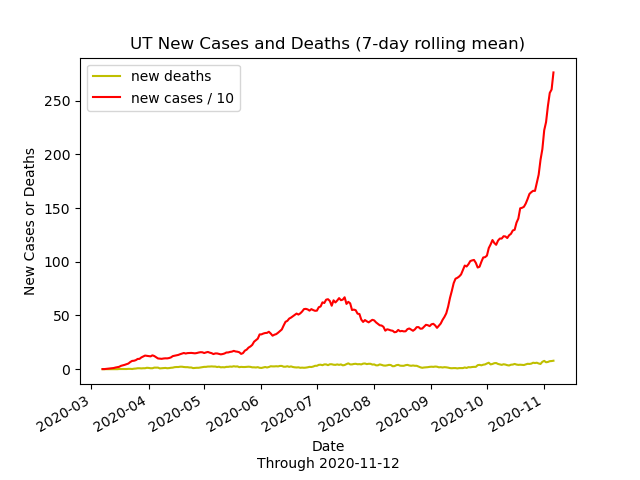 UT New Cases and Deaths (7-day rolling mean)
new deaths
new cases / 10
New Cases or Deaths
250
200
150
100
50
0
2020-03
2020-04
2020-05
2020-06
2020-07
2020-08
2020-09
2020-10
2020-11
Date
Through 2020-11-12